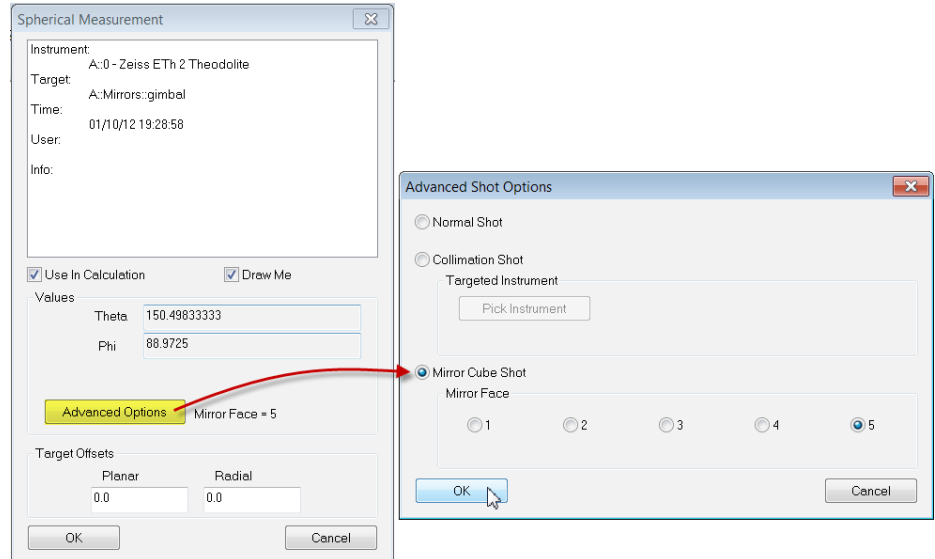 Spherical Measurement
Instrument:
A::0 - Zeiss ETh 2 Theodolite
Target:
A::Mirrors::gimbal
Time:
01/10/12 19:28:58
User:
Info:
Use In Calculation
Draw Me
Values
Theta 150.49833333
Phi 88.9725
Advanced Options Mirror Face = 5
Target Offsets
Planar Radial
0.0 0.0
OK Cancel
Advanced Shot Options
Normal Shot
Collimation Shot
Targeted Instrument
Pick Instrument
Mirror Cube Shot
Mirror Face
1 2 3 4 5
OK Cancel